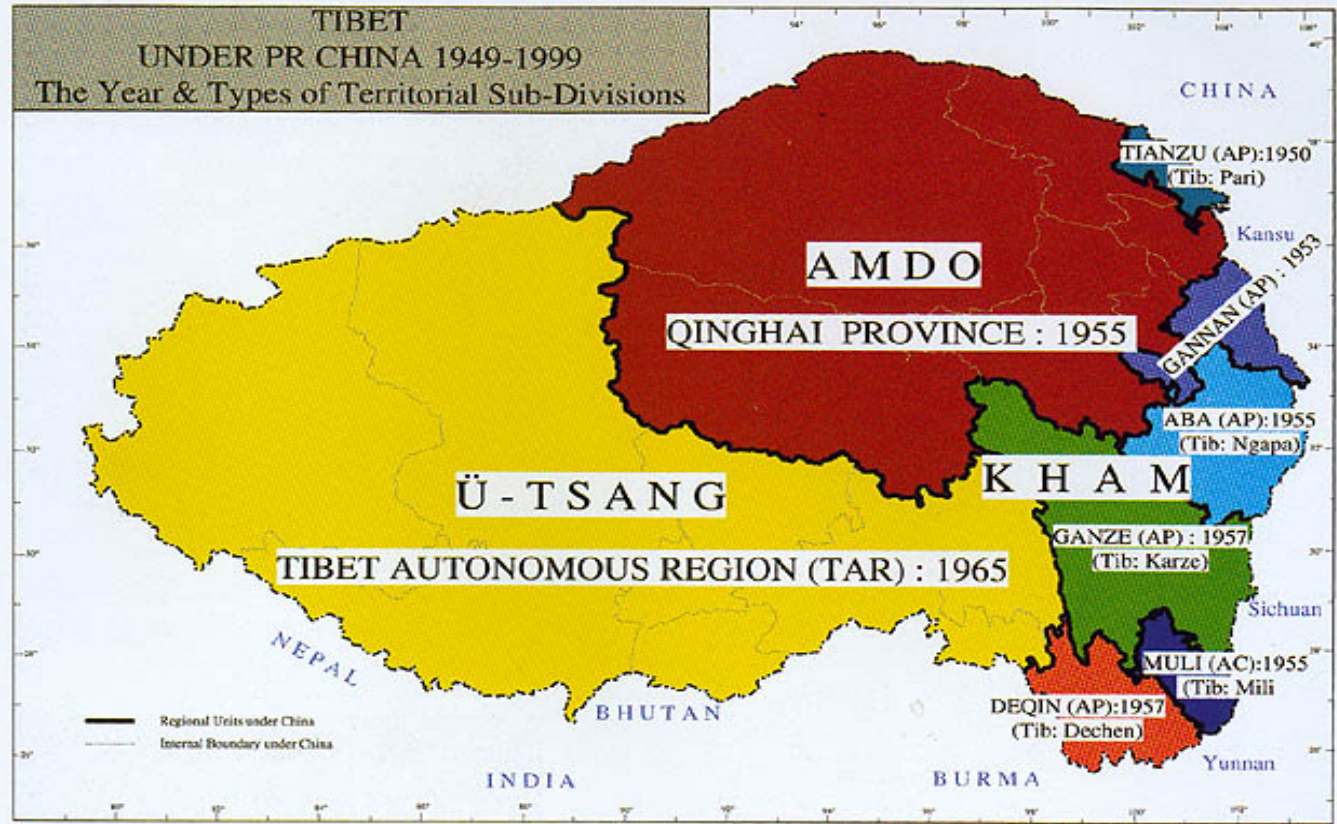 TIBET
UNDER PR CHINA 1949-1999
The Year & Types of Territorial Sub-Divisions
CHINA
TIANZU (AP):1950
(Tib: Pari)
Kansu
GANNAN (AP) : 1953
AMDO
QINGHAI PROVINCE : 1955
ABA (AP):1955
(Tib: Ngapa)
KHAM
Ü-TSANG
GANZE (AP) : 1957
(Tib: Karze)
TIBET AUTONOMOUS REGION (TAR) : 1965
Sichuan
NEPAL
MULI (AC):1955
(Tib: Mili
DEQIN (AP):1957
(Tib: Dechen)
BHUTAN
Regional Units under China
Internal Boundary under China
Yunnan
INDIA
BURMA